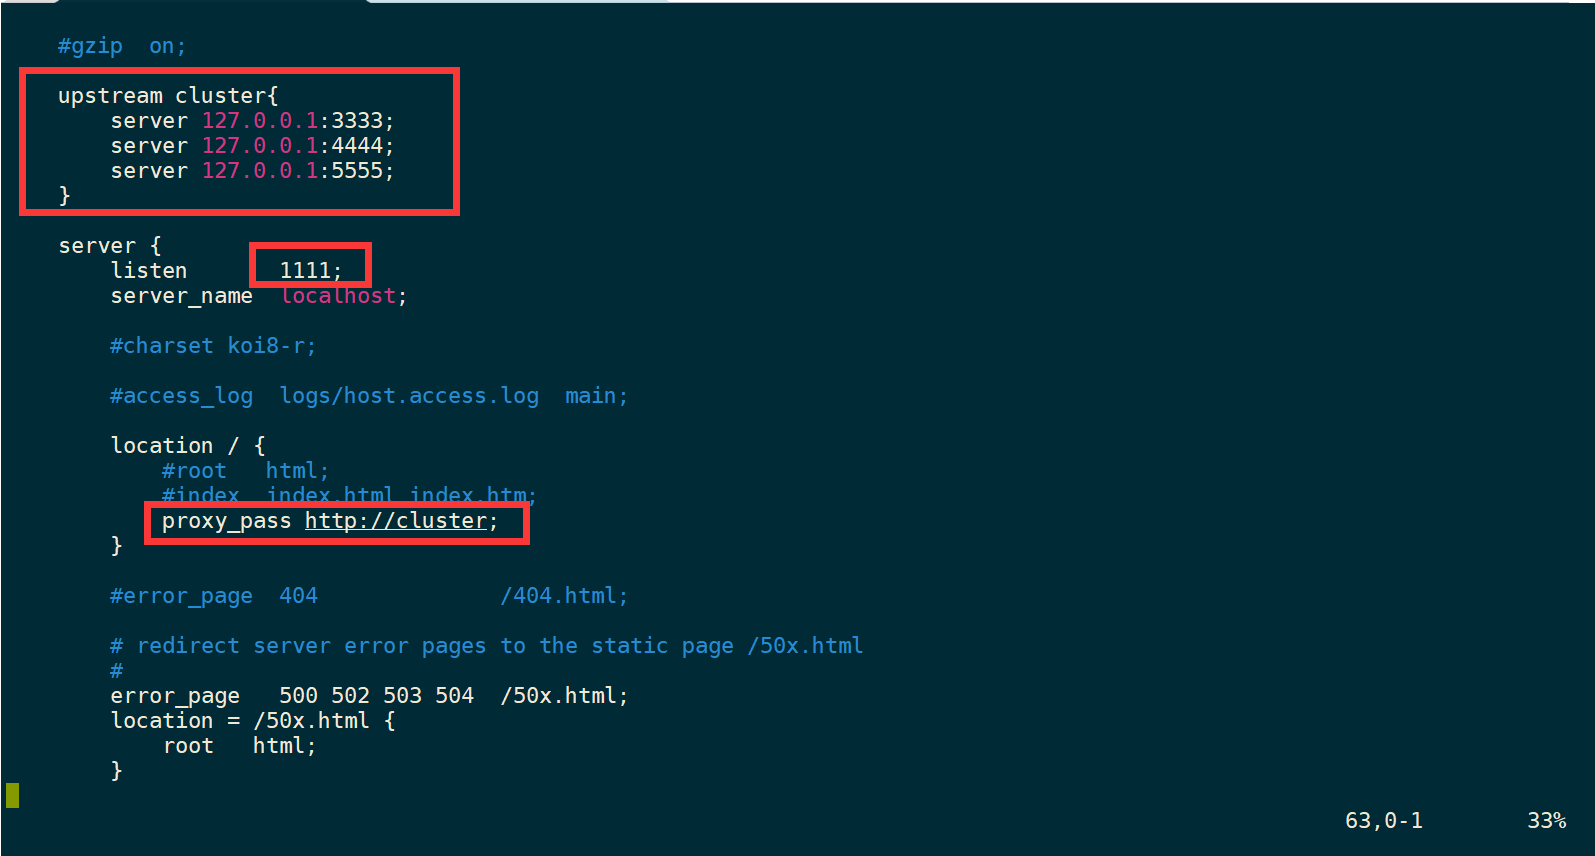 #gzip  on;
upstream cluster{
server 127.0.0.1:3333;
server 127.0.0.1:4444;
server 127.0.0.1:5555;
}
server {
listen       1111;
server_name  localhost;
#charset koi8-r;
#access_log  logs/host.access.log  main;
location / {
#root   html;
#index  index.html index.htm;
proxy_pass http://cluster;
}
#error_page  404              /404.html;
# redirect server error pages to the static page /50x.html
#
error_page   500 502 503 504  /50x.html;
location = /50x.html {
root   html;
}
63,0-1        33%